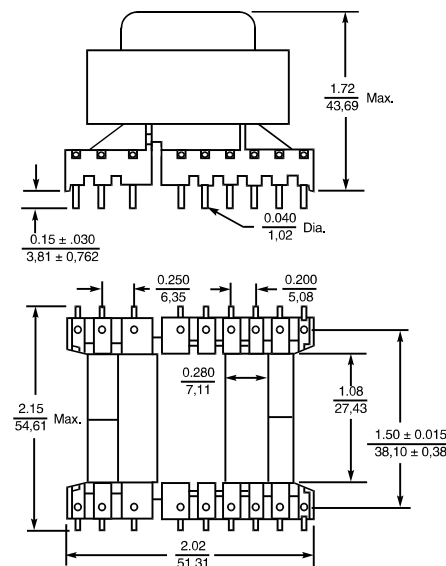 1.72
43,69 Max.
0.040
1,02 Dia.
0.15 ± .030
3,81 ± 0,762
0.250
6,35
0.200
5,08
0.280
7,11
1.08
27,43
2.15
54,61 Max.
1.50 ± 0.015
38,10 ± 0,38
2.02
51,31